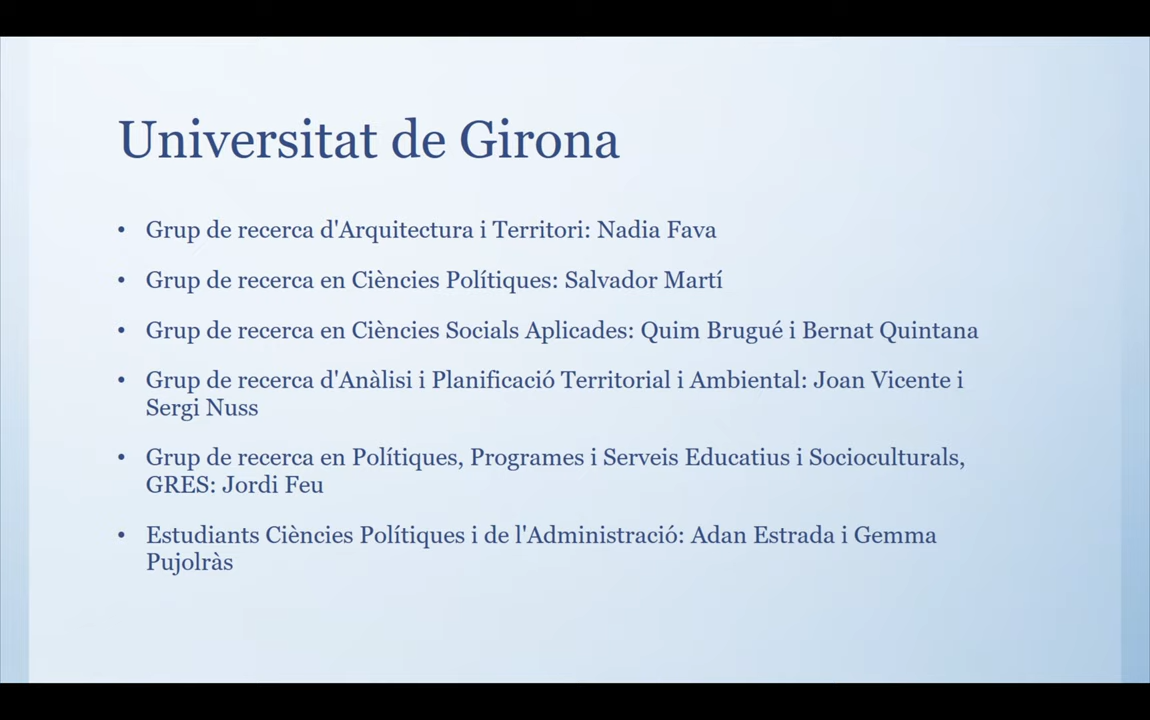 Universitat de Girona
• Grup de recerca d'Arquitectura i Territori: Nadia Fava
• Grup de recerca en Ciències Polítiques: Salvador Martí
• Grup de recerca en Ciències Socials Aplicades: Quim Brugué i Bernat Quintana
• Grup de recerca d'Anàlisi i Planificació Territorial i Ambiental: Joan Vicente i
Sergi Nuss
• Grup de recerca en Polítiques, Programes i Serveis Educatius i Socioculturals,
GRES: Jordi Feu
• Estudiants Ciències Polítiques i de l'Administració: Adan Estrada i Gemma
Pujolràs